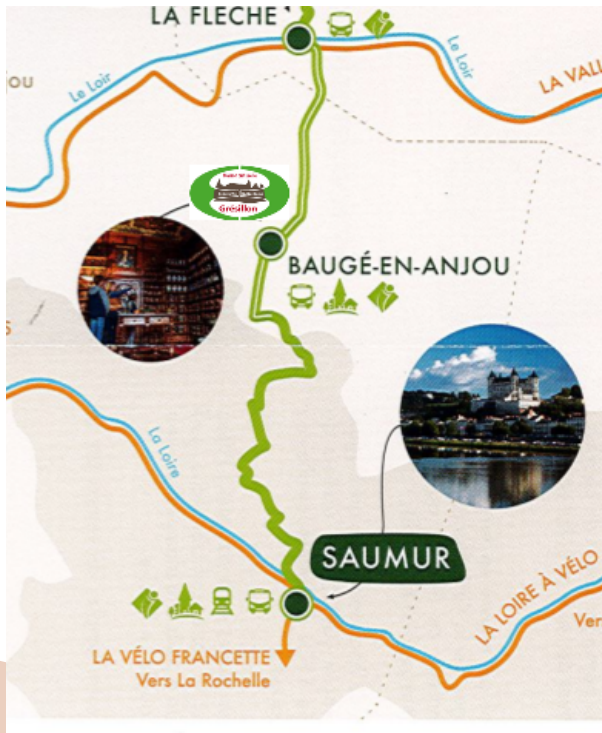 LA FLECHE
Le Loir
Le Loir
LA VALL
OU
Grésillon
BAUGÉ-EN-ANJOU
S
La Loire
SAUMUR
LA LOIRE À VÉLO
Ver
LA VÉLO FRANCETTE
Vers La Rochelle